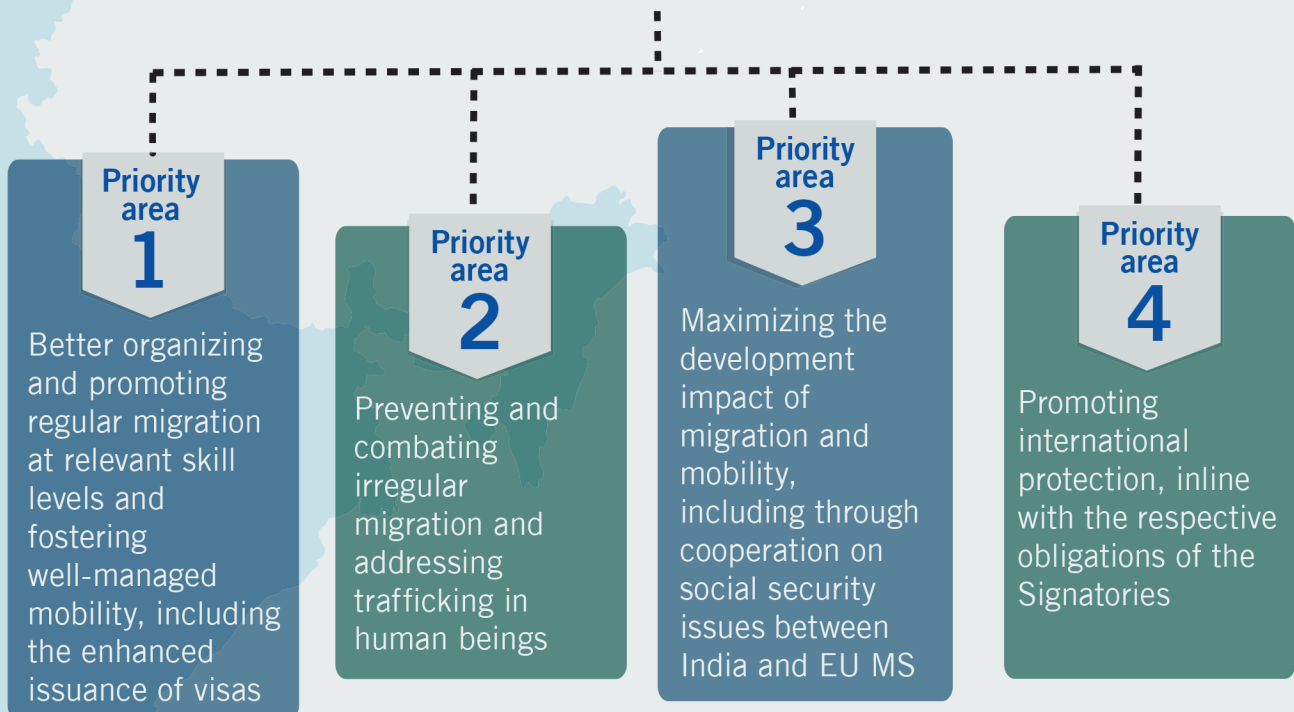 Priority
area
1
Better organizing
and promoting
regular migration
at relevant skill
levels and
fostering
well-managed
mobility, including
the enhanced
issuance of visas
Priority
area
2
Preventing and
combating
irregular
migration and
addressing
trafficking in
human beings
Priority
area
3
Maximizing the
development
impact of
migration and
mobility,
including through
cooperation on
social security
issues between
India and EU MS
Priority
area
4
Promoting
international
protection, inline
with the respective
obligations of the
Signatories